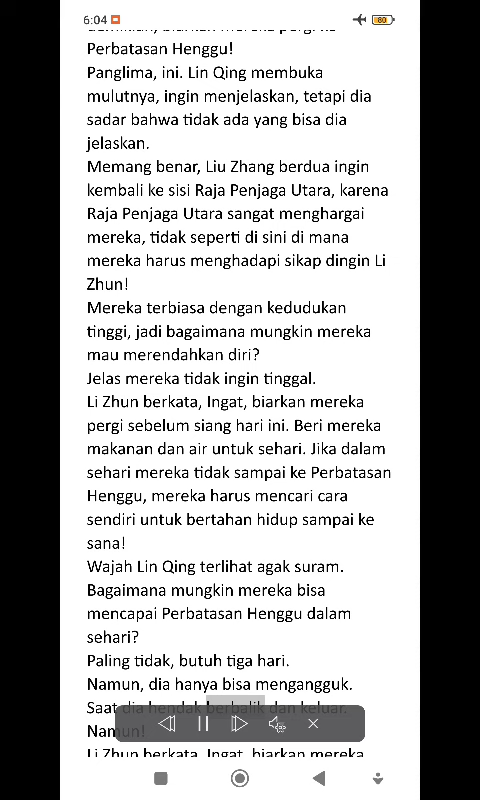 6:04
80
Perbatasan Henggu!
Panglima, ini. Lin Qing membuka
mulutnya, ingin menjelaskan, tetapi dia
sadar bahwa tidak ada yang bisa dia
jelaskan.
Memang benar, Liu Zhang berdua ingin
kembali ke sisi Raja Penjaga Utara, karena
Raja Penjaga Utara sangat menghargai
mereka, tidak seperti di sini di mana
mereka harus menghadapi sikap dingin Li
Zhun!
Mereka terbiasa dengan kedudukan
tinggi, jadi bagaimana mungkin mereka
mau merendahkan diri?
Jelas mereka tidak ingin tinggal.
Li Zhun berkata, Ingat, biarkan mereka
pergi sebelum siang hari ini. Beri mereka
makanan dan air untuk sehari. Jika dalam
sehari mereka tidak sampai ke Perbatasan
Henggu, mereka harus mencari cara
sendiri untuk bertahan hidup sampai ke
sana!
Wajah Lin Qing terlihat agak suram.
Bagaimana mungkin mereka bisa
mencapai Perbatasan Henggu dalam
sehari?
Paling tidak, butuh tiga hari.
Namun, dia hanya bisa mengangguk.
Saat dia hendak berbalik dan keluar.
Namun!
Li Zhun berkata, Ingat, biarkan mereka